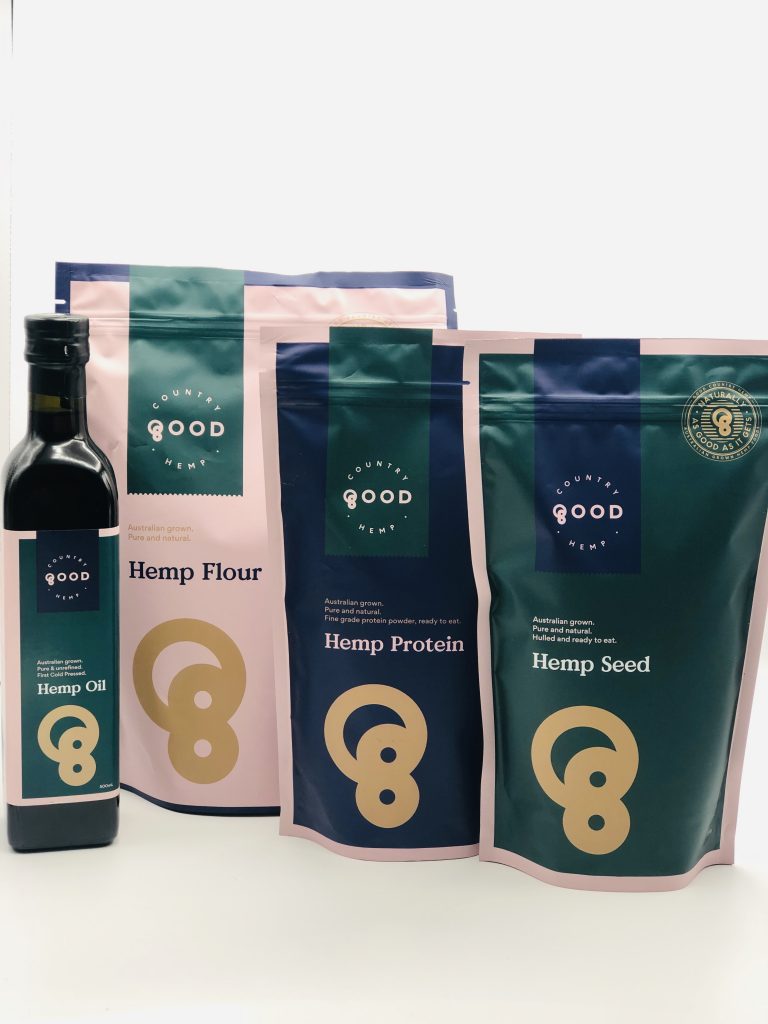 COUNTRY
GOOD
HEMP
Australian grown.
Pure & unrefined.
First Cold Pressed.
Hemp Oil
500mL
COUNTRY
GOOD
HEMP
Australian grown.
Pure and natural.
Hemp Flour
COUNTRY
GOOD
HEMP
Australian grown.
Pure and natural.
Fine grade protein powder, ready to eat.
Hemp Protein
COUNTRY
GOOD
HEMP
NATURALLY
AS GOOD AS IT GETS
Australian grown.
Pure and natural.
Hulled and ready to eat.
Hemp Seed